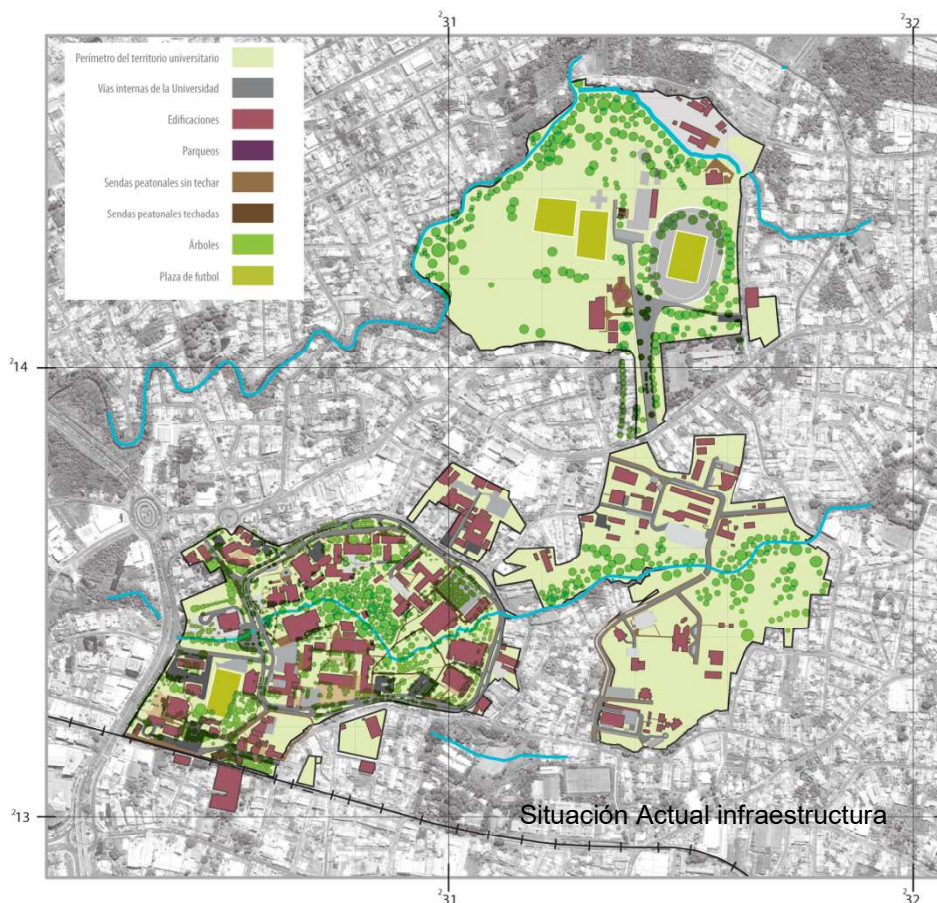 ²31
²32
Perímetro del territorio universitario
Vías internas de la Universidad
Edificaciones
Parqueos
Sendas peatonales sin techar
Sendas peatonales techadas
Árboles
Plaza de futbol
²14
²13
Situación Actual infraestructura
²31
²32